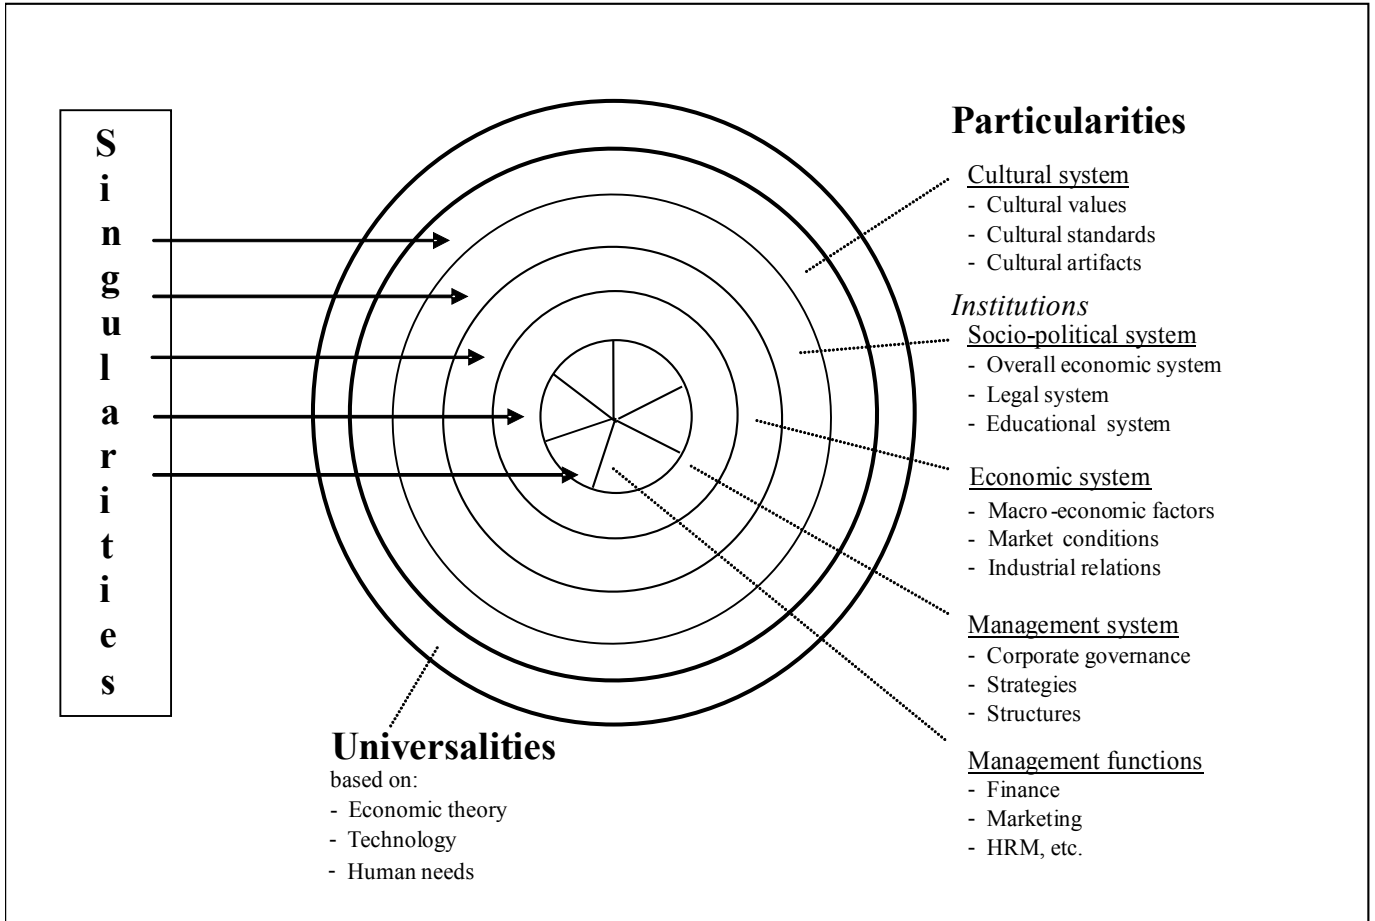 Singularities
Particularities
Cultural system
- Cultural values
- Cultural standards
- Cultural artifacts
Institutions
Socio-political system
- Overall economic system
- Legal system
- Educational system
Economic system
- Macro-economic factors
- Market conditions
- Industrial relations
Management system
- Corporate governance
- Strategies
- Structures
Management functions
- Finance
- Marketing
- HRM, etc.
Universalities
based on:
- Economic theory
- Technology
- Human needs